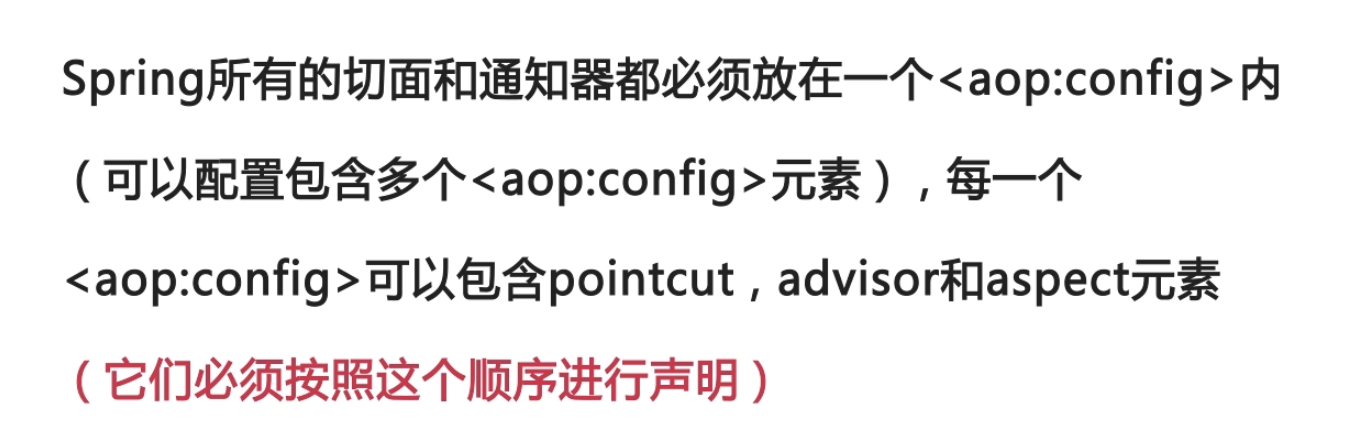 Spring所有的切面和通知器都必须放在一个<aop:config>内
（可以配置包含多个<aop:config>元素），每一个
<aop:config>可以包含pointcut，advisor和aspect元素
（它们必须按照这个顺序进行声明）